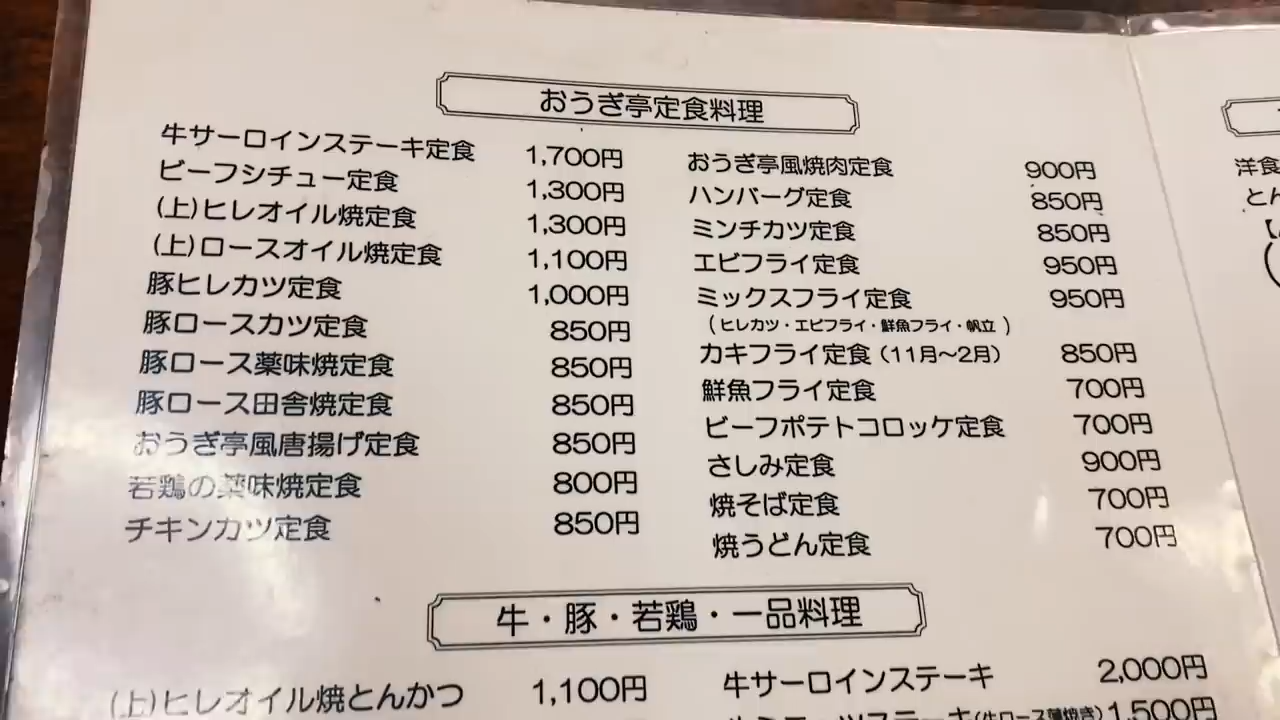 おうぎ亭定食料理
牛サーロインステーキ定食 1,700円
ビーフシチュー定食 1,300円
(上)ヒレオイル焼定食 1,300円
(上)ロースオイル焼定食 1,100円
豚ヒレカツ定食 1,000円
豚ロースカツ定食 850円
豚ロース薬味焼定食 850円
豚ロース田舎焼定食 850円
おうぎ亭風唐揚げ定食 850円
若鶏の薬味焼定食 800円
チキンカツ定食 850円
おうぎ亭風焼肉定食 900円
ハンバーグ定食 850円
ミンチカツ定食 850円
エビフライ定食 950円
ミックスフライ定食 950円
(ヒレカツ・エビフライ・鮮魚フライ・帆立)
カキフライ定食(11月〜2月) 850円
鮮魚フライ定食 700円
ビーフポテトコロッケ定食 700円
さしみ定食 900円
焼そば定食 700円
焼うどん定食 700円
牛・豚・若鶏・一品料理
(上)ヒレオイル焼とんかつ 1,100円
牛サーロインステーキ 2,000円
(牛ロース薄焼き) 1,500円
洋食
とん